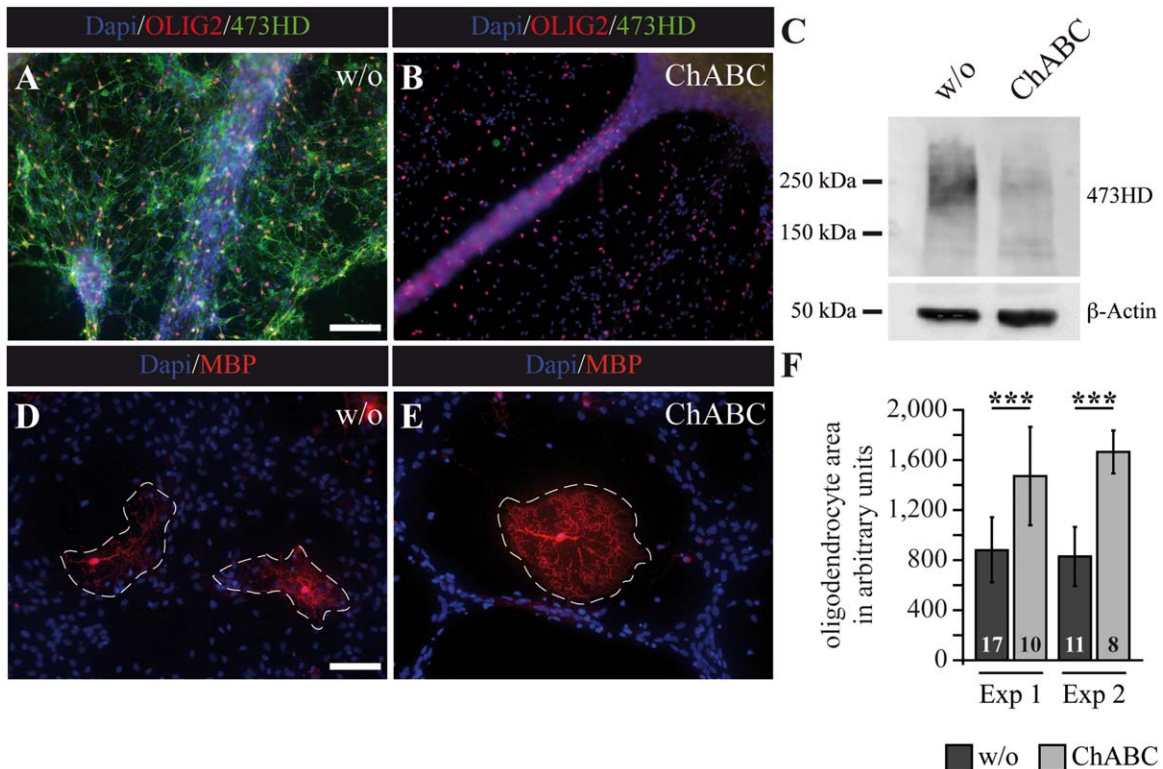 Dapi/OLIG2/473HD
Dapi/OLIG2/473HD
A
w/o
B
ChABC
C
w/o
ChABC
250 kDa
150 kDa
473HD
50 kDa
β-Actin
Dapi/MBP
Dapi/MBP
D
w/o
E
ChABC
F
oligodendrocyte area
in arbitrary units
2,000
1,600
1,200
800
400
0
***
***
17
10
11
8
Exp 1
Exp 2
w/o
ChABC